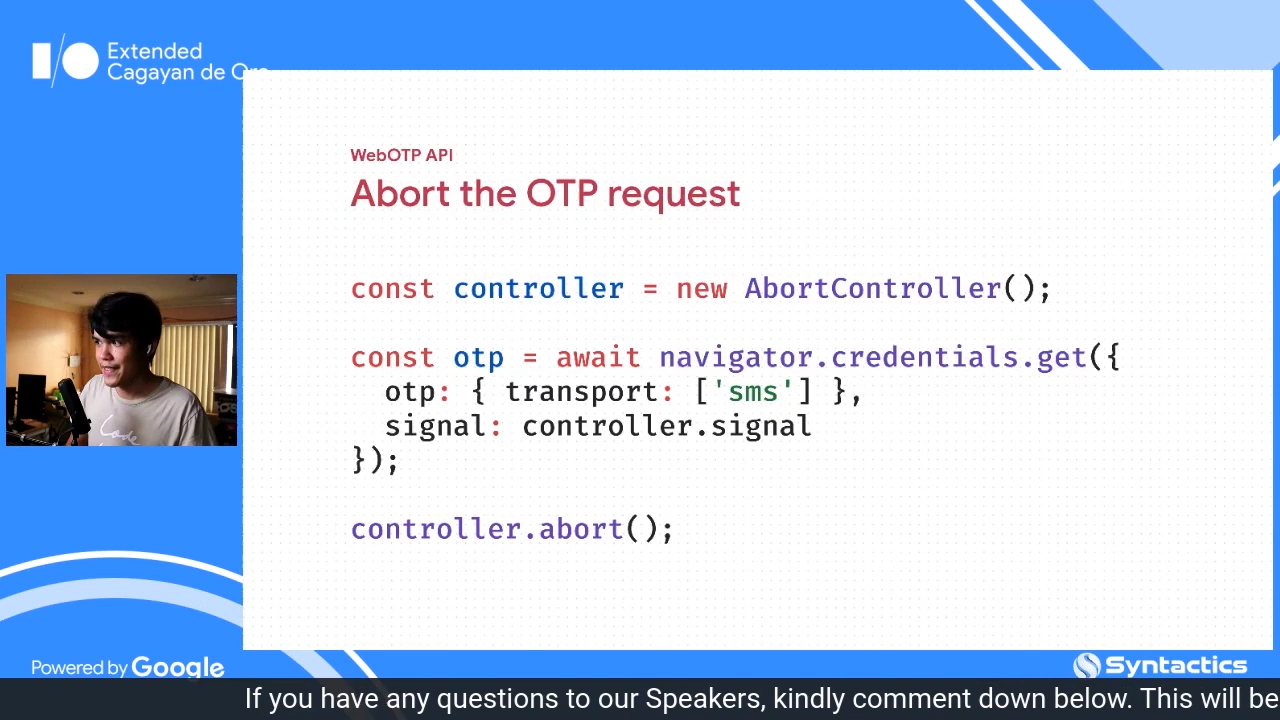 I/O Extended
Cagayan de Oro
WebOTP API
Abort the OTP request
const controller = new AbortController();
const otp = await navigator.credentials.get({
otp: { transport: ['sms'] },
signal: controller.signal
});
controller.abort();
Code
Powered by Google
Syntactics
If you have any questions to our Speakers, kindly comment down below. This will be